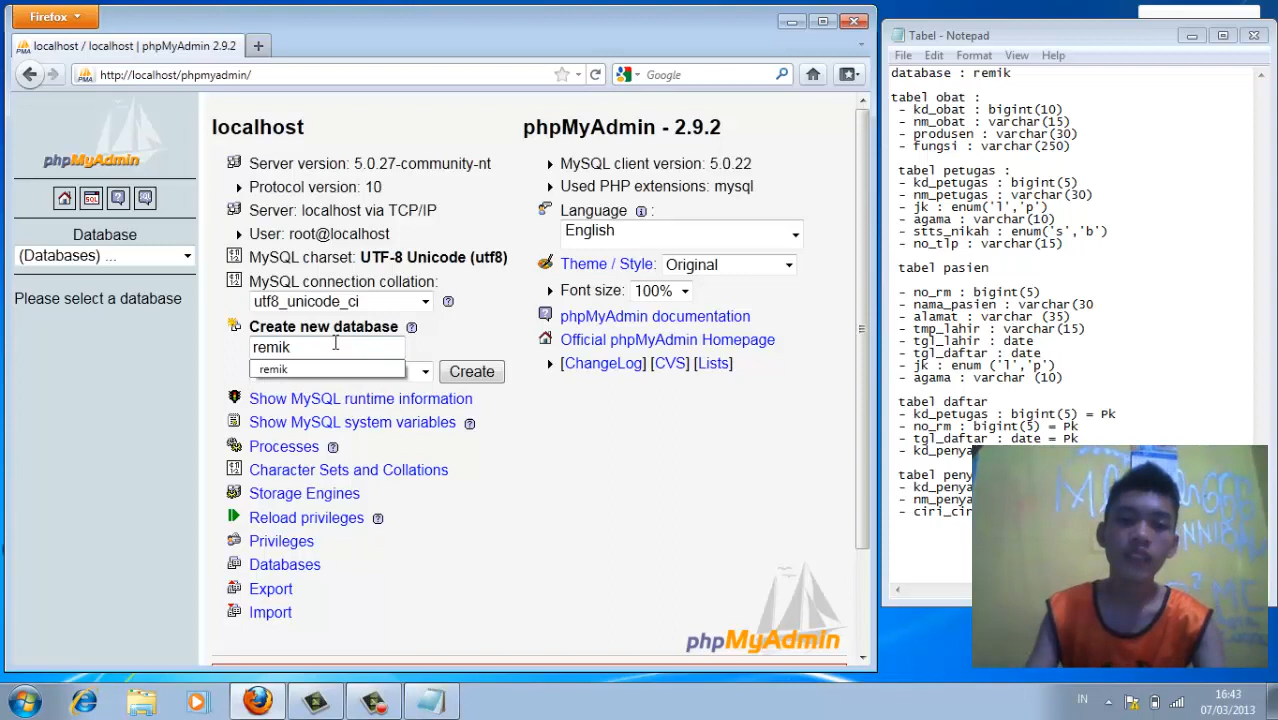 Firefox
localhost / localhost | phpMyAdmin 2.9.2
http://localhost/phpmyadmin/
Google
phpMyAdmin
SQL
Database
(Databases) ...
Please select a database
localhost
Server version: 5.0.27-community-nt
Protocol version: 10
Server: localhost via TCP/IP
User: root@localhost
MySQL charset: UTF-8 Unicode (utf8)
MySQL connection collation:
utf8_unicode_ci
Create new database
remik
remik
Create
Show MySQL runtime information
Show MySQL system variables
Processes
Character Sets and Collations
Storage Engines
Reload privileges
Privileges
Databases
Export
Import
phpMyAdmin - 2.9.2
MySQL client version: 5.0.22
Used PHP extensions: mysql
Language :
English
Theme / Style: Original
Font size: 100%
phpMyAdmin documentation
Official phpMyAdmin Homepage
[ChangeLog] [CVS] [Lists]
phpMyAdmin
Tabel - Notepad
File Edit Format View Help
database : remik
tabel obat :
- kd_obat : bigint(10)
- nm_obat : varchar(15)
- produsen : varchar(30)
- fungsi : varchar(250)
tabel petugas :
- kd_petugas : bigint(5)
- nm_petugas : varchar(30)
- jk : enum('l','p')
- agama : varchar(10)
- stts_nikah : enum('s','b')
- no_tlp : varchar(15)
tabel pasien
- no_rm : bigint(5)
- nama_pasien : varchar(30
- alamat : varchar (35)
- tmp_lahir : varchar(15)
- tgl_lahir : date
- tgl_daftar : date
- jk : enum ('l','p')
- agama : varchar (10)
tabel daftar
- kd_petugas : bigint(5) = Pk
- no_rm : bigint(5) = Pk
- tgl_daftar : date = Pk
- kd_penya
tabel peny
- kd_penya
- nm_penya
- ciri_cir
IN
16:43
07/03/2013